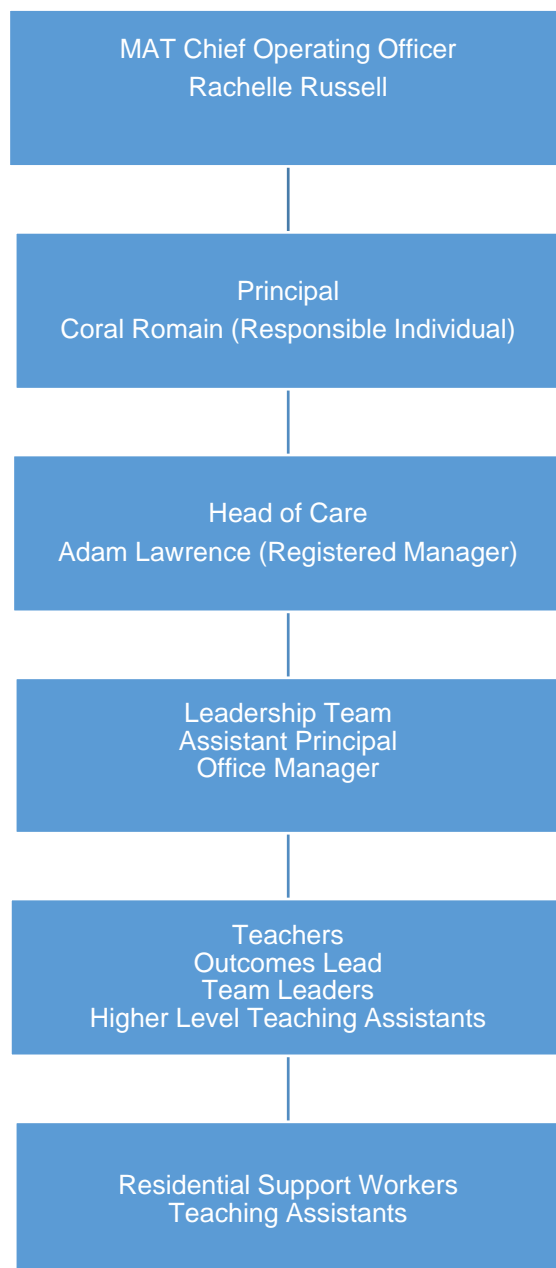 MAT Chief Operating Officer
Rachelle Russell
Principal
Coral Romain (Responsible Individual)
Head of Care
Adam Lawrence (Registered Manager)
Leadership Team
Assistant Principal
Office Manager
Teachers
Outcomes Lead
Team Leaders
Higher Level Teaching Assistants
Residential Support Workers
Teaching Assistants